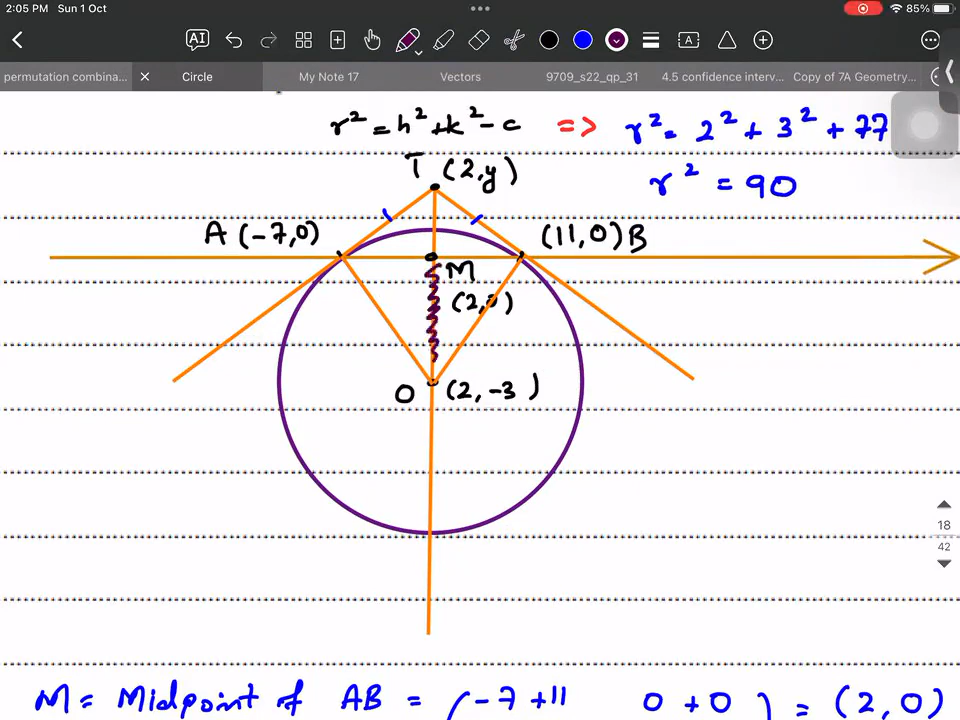 2:05 PM Sun 1 Oct
85%
AI
A
permutation combina...
Circle
My Note 17
Vectors
9709_s22_qp_31
4.5 confidence interv...
Copy of 7A Geometry...
r² = h² + k² - c => r² = 2² + 3² + 77
r² = 90
T (2, y)
A (-7, 0)
(11, 0) B
M
(2, 0)
O (2, -3)
18
42
M = Midpoint of AB = ( -7 + 11 0 + 0 ) = (2, 0)